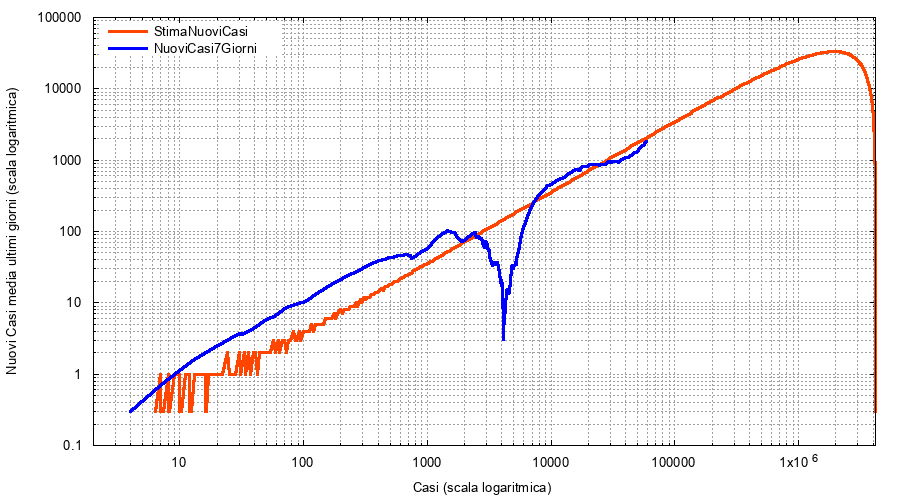 100000
10000
1000
100
10
1
0.1
StimaNuoviCasi
NuoviCasi7Giorni
Nuovi Casi media ultimi giorni (scala logaritmica)
10 100 1000 10000 100000 1x10 6
Casi (scala logaritmica)